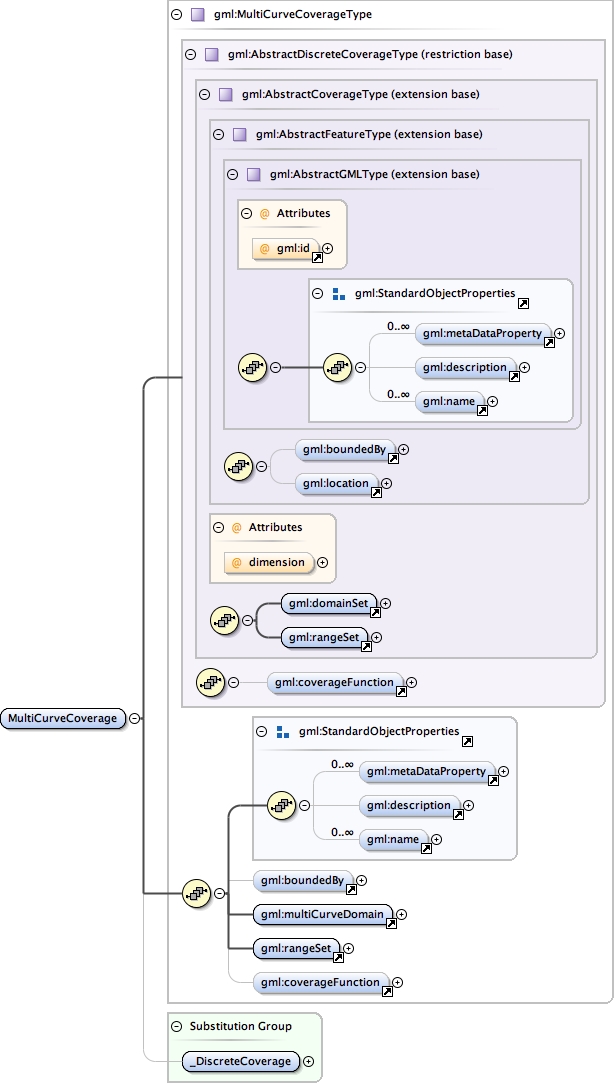 gml:MultiCurveCoverageType
gml:AbstractDiscreteCoverageType (restriction base)
gml:AbstractCoverageType (extension base)
gml:AbstractFeatureType (extension base)
gml:AbstractGMLType (extension base)
@ Attributes
@ gml:id
gml:StandardObjectProperties
0..∞
gml:metaDataProperty
gml:description
0..∞
gml:name
gml:boundedBy
gml:location
@ Attributes
@ dimension
gml:domainSet
gml:rangeSet
gml:coverageFunction
MultiCurveCoverage
gml:StandardObjectProperties
0..∞
gml:metaDataProperty
gml:description
0..∞
gml:name
gml:boundedBy
gml:multiCurveDomain
gml:rangeSet
gml:coverageFunction
Substitution Group
_DiscreteCoverage